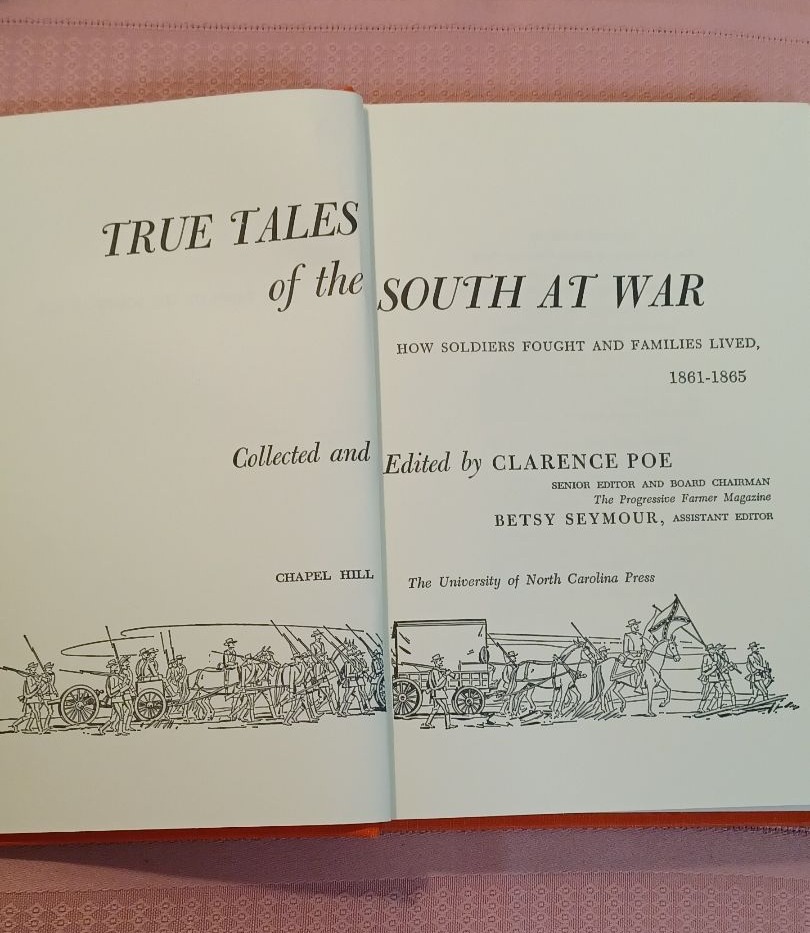 TRUE TALES
of the SOUTH AT WAR
HOW SOLDIERS FOUGHT AND FAMILIES LIVED,
1861-1865
Collected and Edited by CLARENCE POE
SENIOR EDITOR AND BOARD CHAIRMAN
The Progressive Farmer Magazine
BETSY SEYMOUR, ASSISTANT EDITOR
CHAPEL HILL The University of North Carolina Press